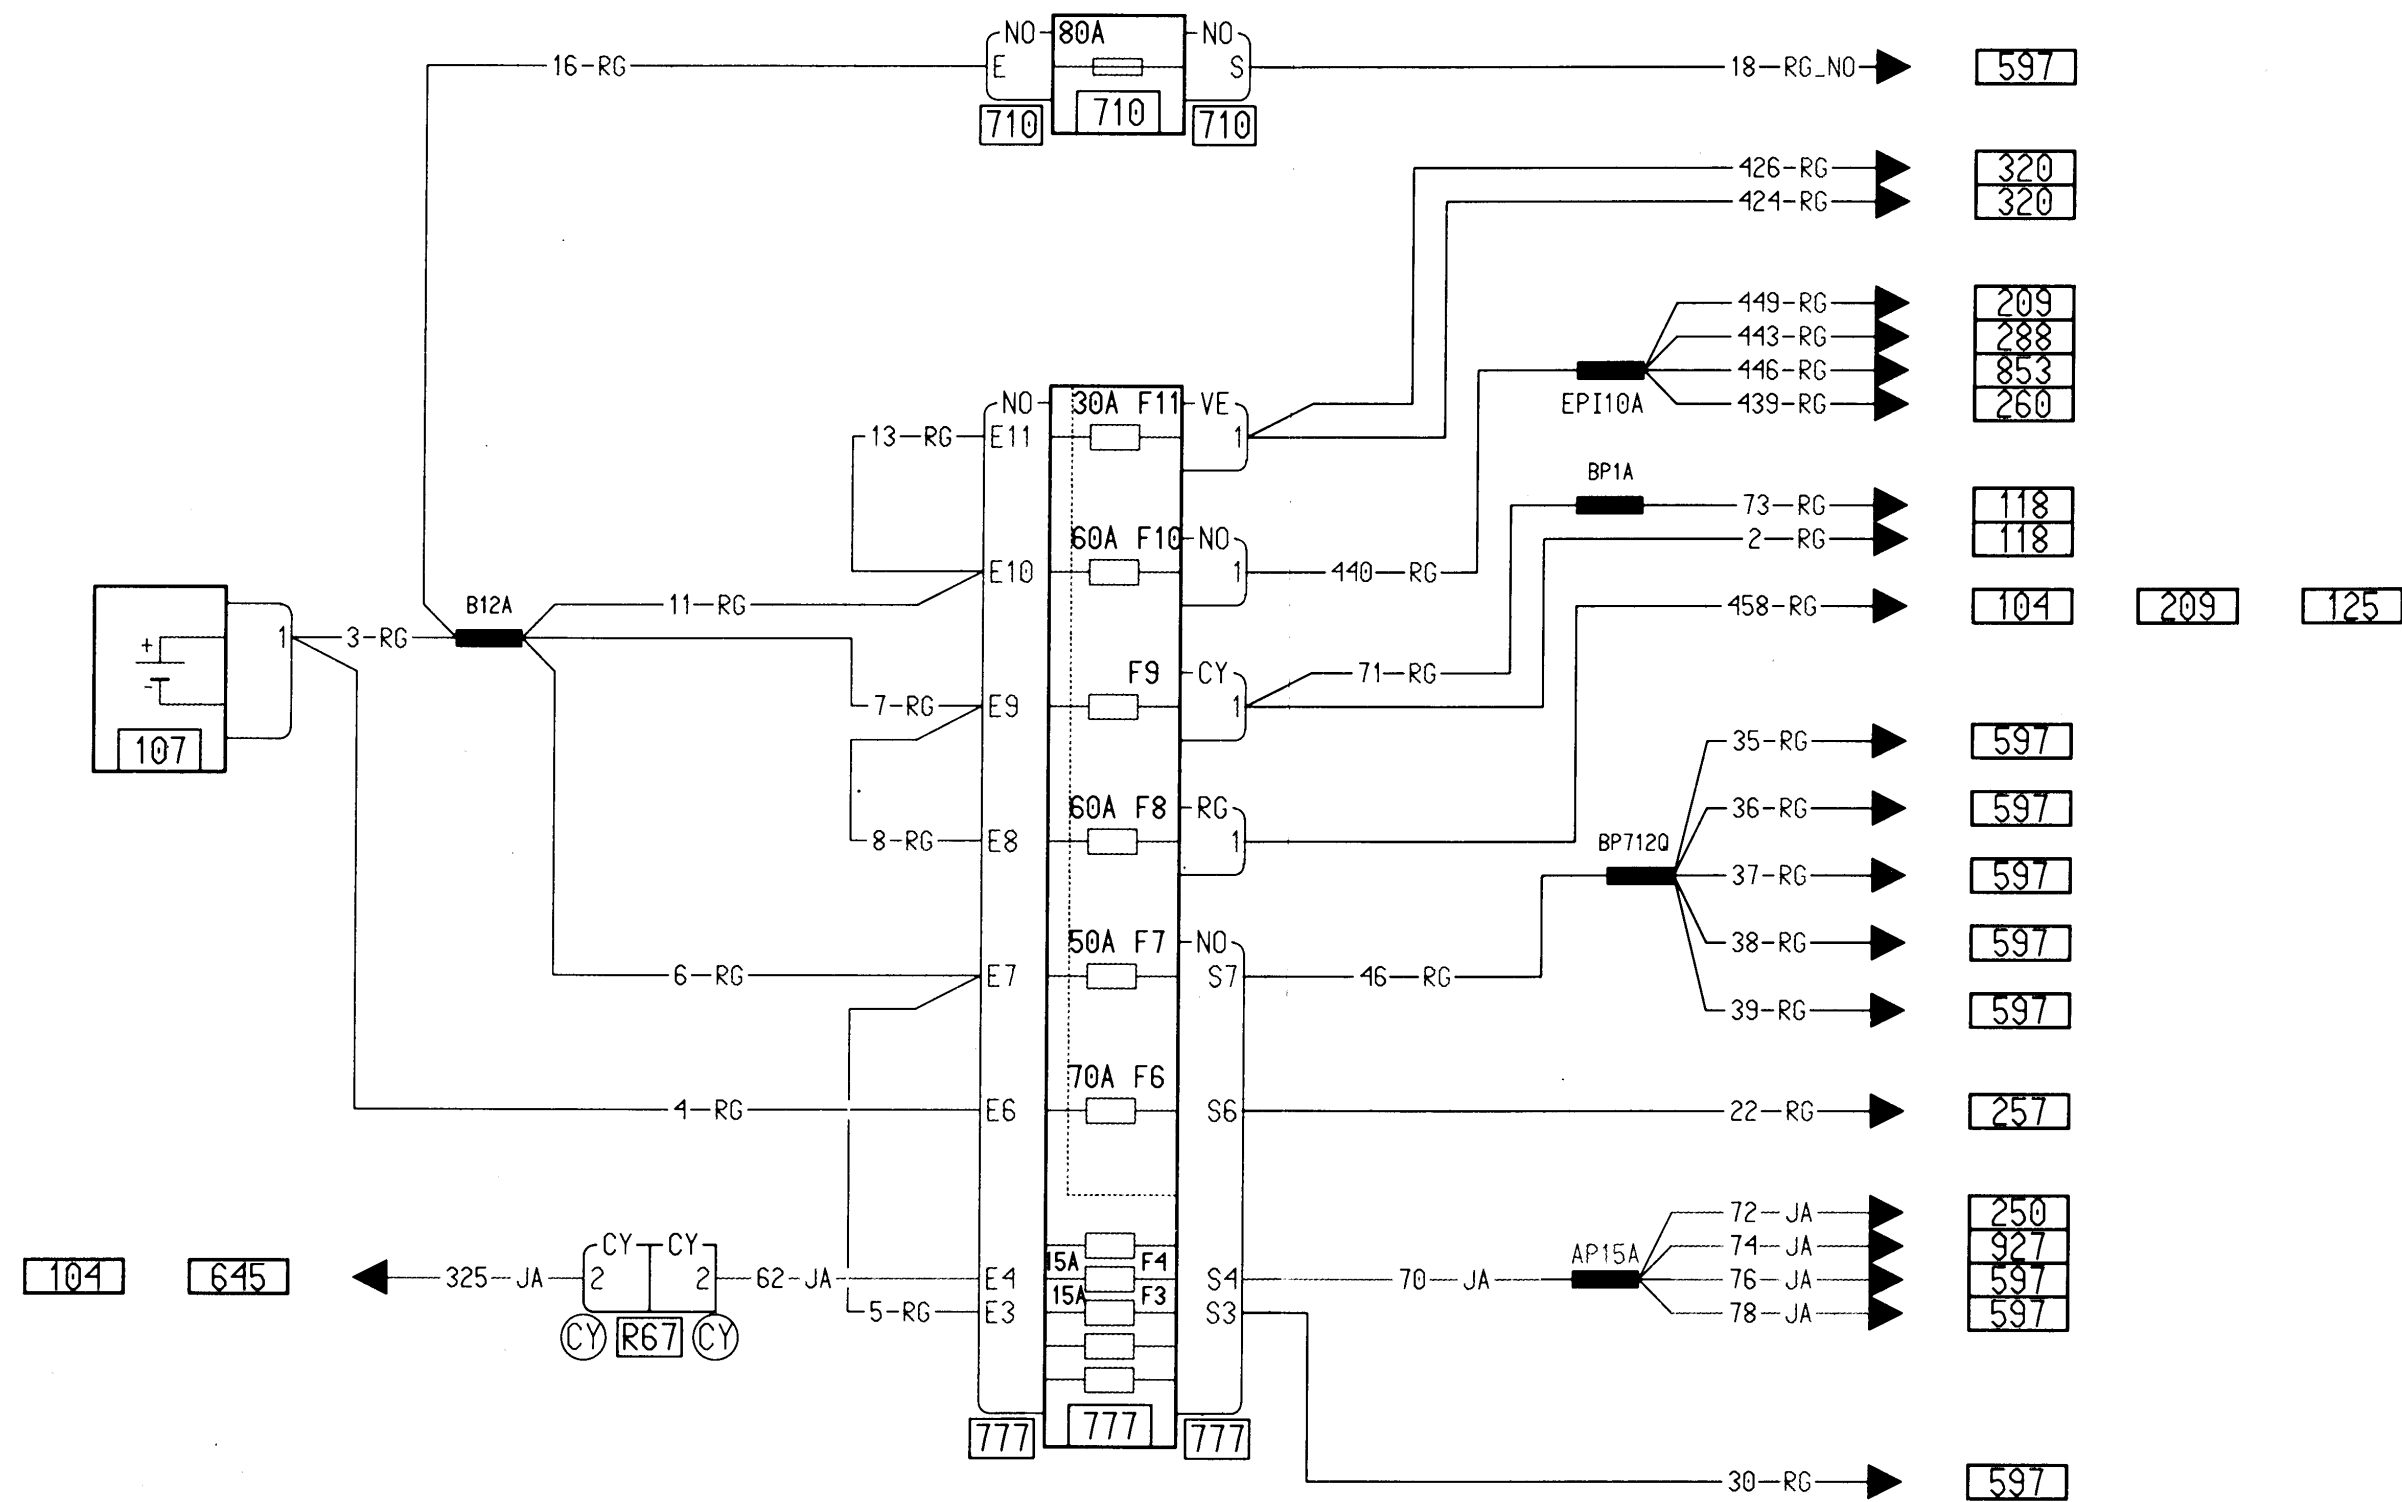 NO 80A NO
16-RG E S 18-RG_NO 597
710 710 710
426-RG 320
424-RG 320
449-RG 209
443-RG 288
446-RG 853
EPI10A 439-RG 260
NO 30A F11 VE
13-RG E11 1
BP1A
73-RG 118
60A F10 NO 2-RG 118
E10 1 440-RG
B12A 11-RG 458-RG 104 209 125
+ 1 3-RG
-
F9 CY 71-RG
7-RG E9 1
107
35-RG 597
60A F8 RG 36-RG 597
8-RG E8 1 BP712Q
37-RG 597
50A F7 NO 38-RG 597
6-RG E7 S7 46-RG
39-RG 597
70A F6
4-RG E6 S6 22-RG 257
72-JA 250
CY CY 15A F4 AP15A 74-JA 927
104 645 325-JA 2 2 62-JA E4 S4 70-JA 76-JA 597
15A F3
5-RG E3 S3 78-JA 597
CY R67 CY
777 777 777
30-RG 597